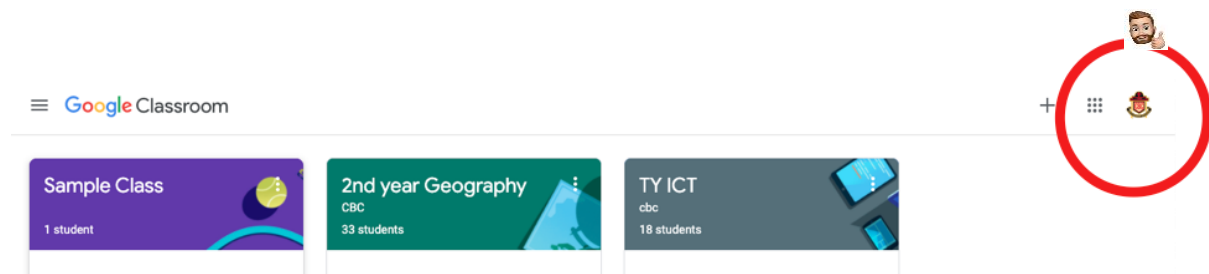 Google Classroom
Sample Class
1 student
2nd year Geography
CBC
33 students
TY ICT
cbc
18 students